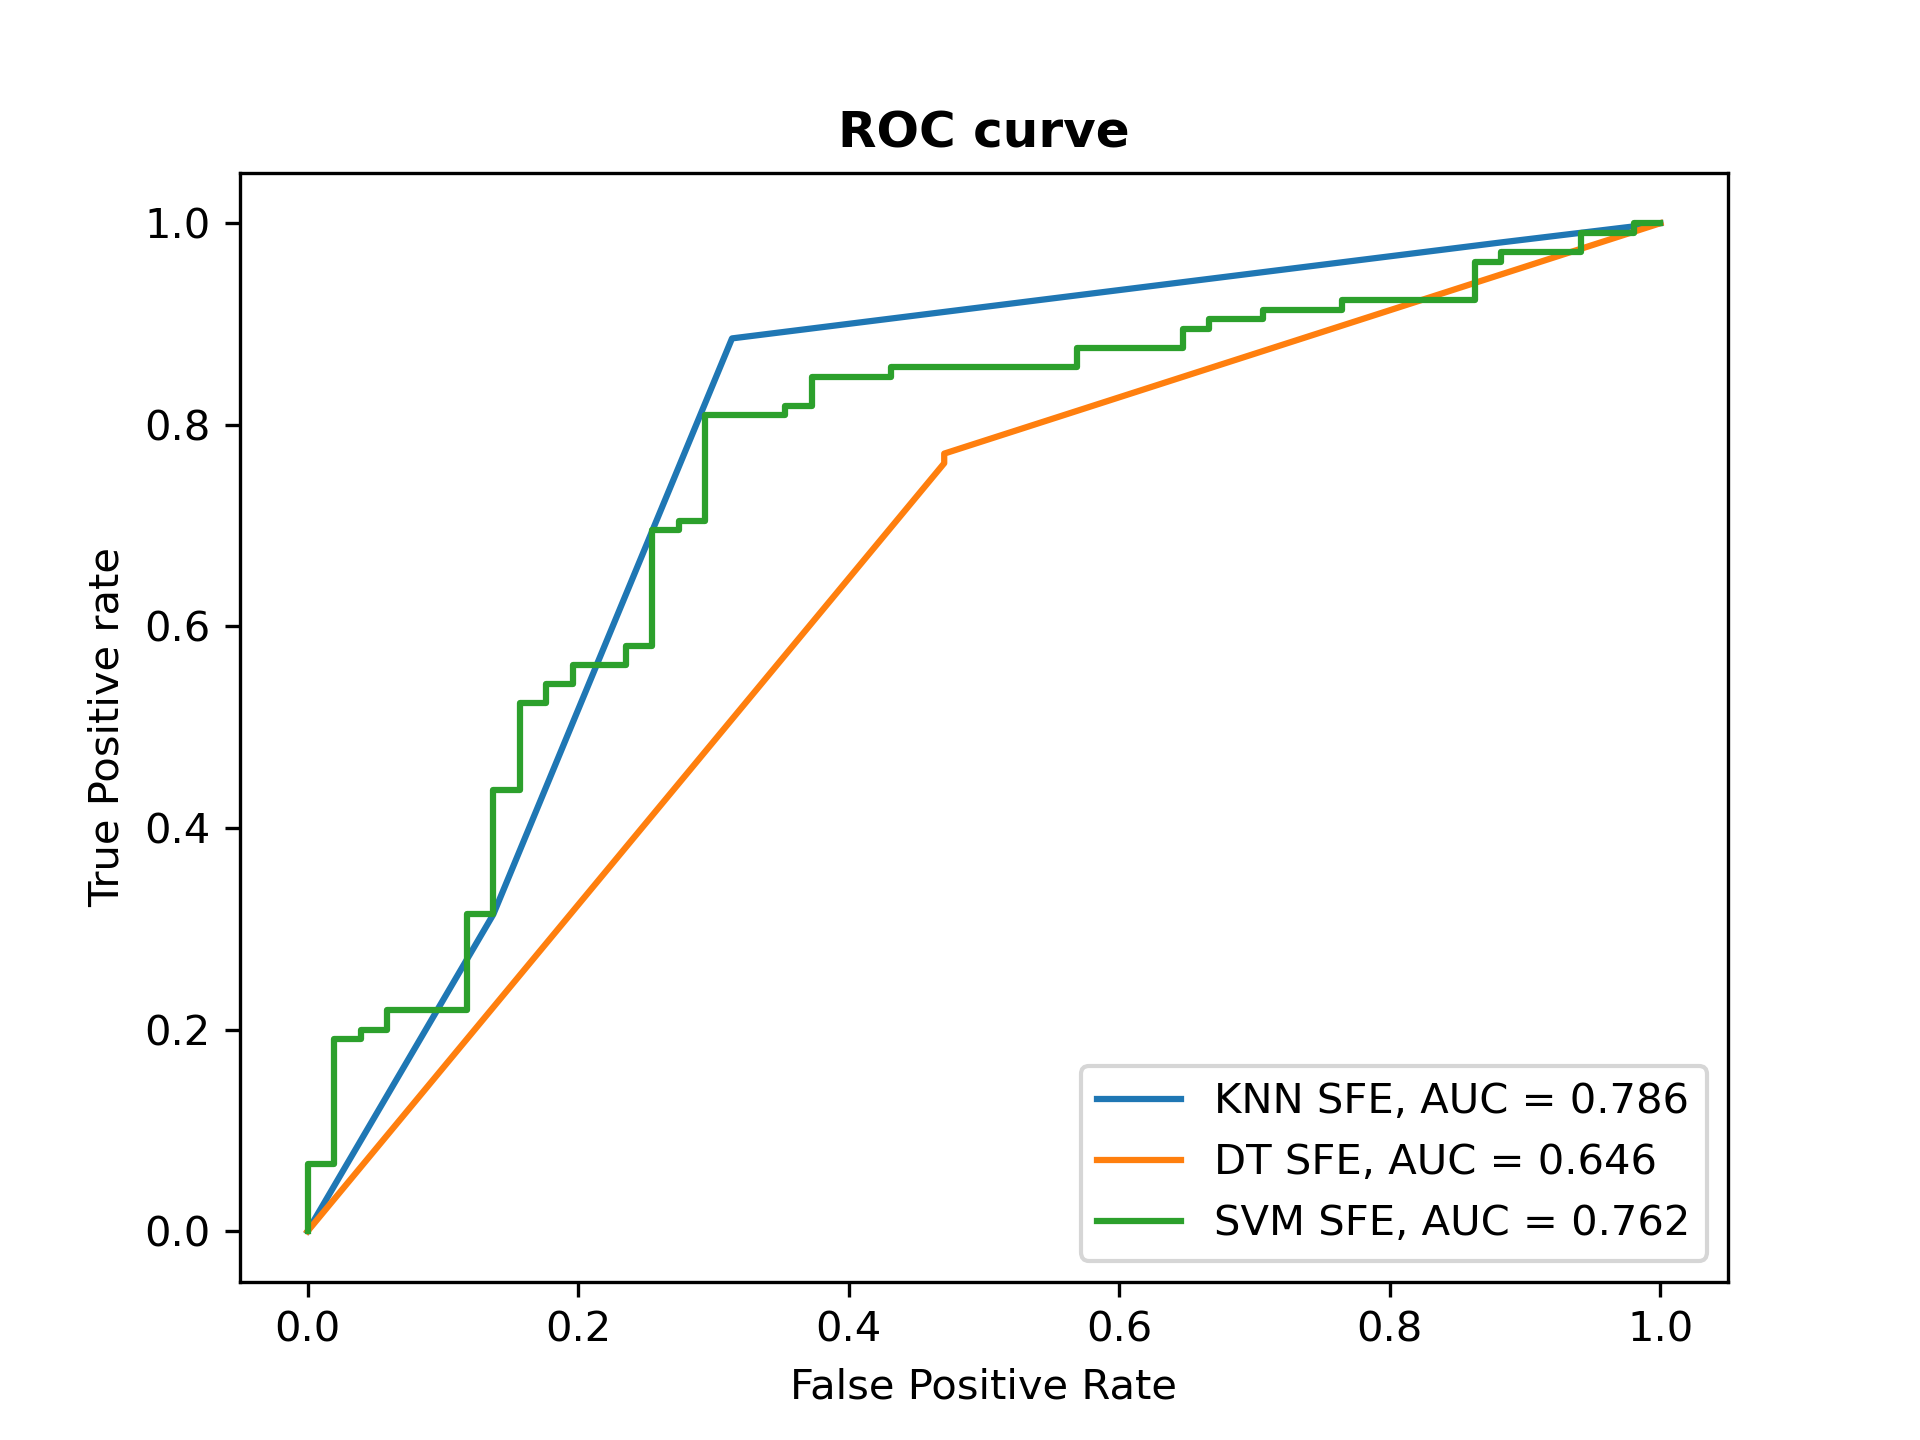 ROC curve
1.0
0.8
0.6
0.4
0.2
0.0
True Positive rate
KNN SFE, AUC = 0.786
DT SFE, AUC = 0.646
SVM SFE, AUC = 0.762
0.0 0.2 0.4 0.6 0.8 1.0
False Positive Rate